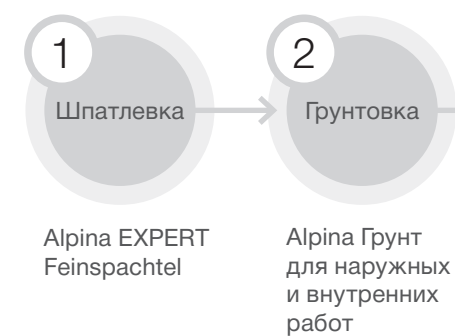 1
Шпатлевка
Alpina EXPERT
Feinspachtel
2
Грунтовка
Alpina Грунт
для наружных
и внутренних
работ